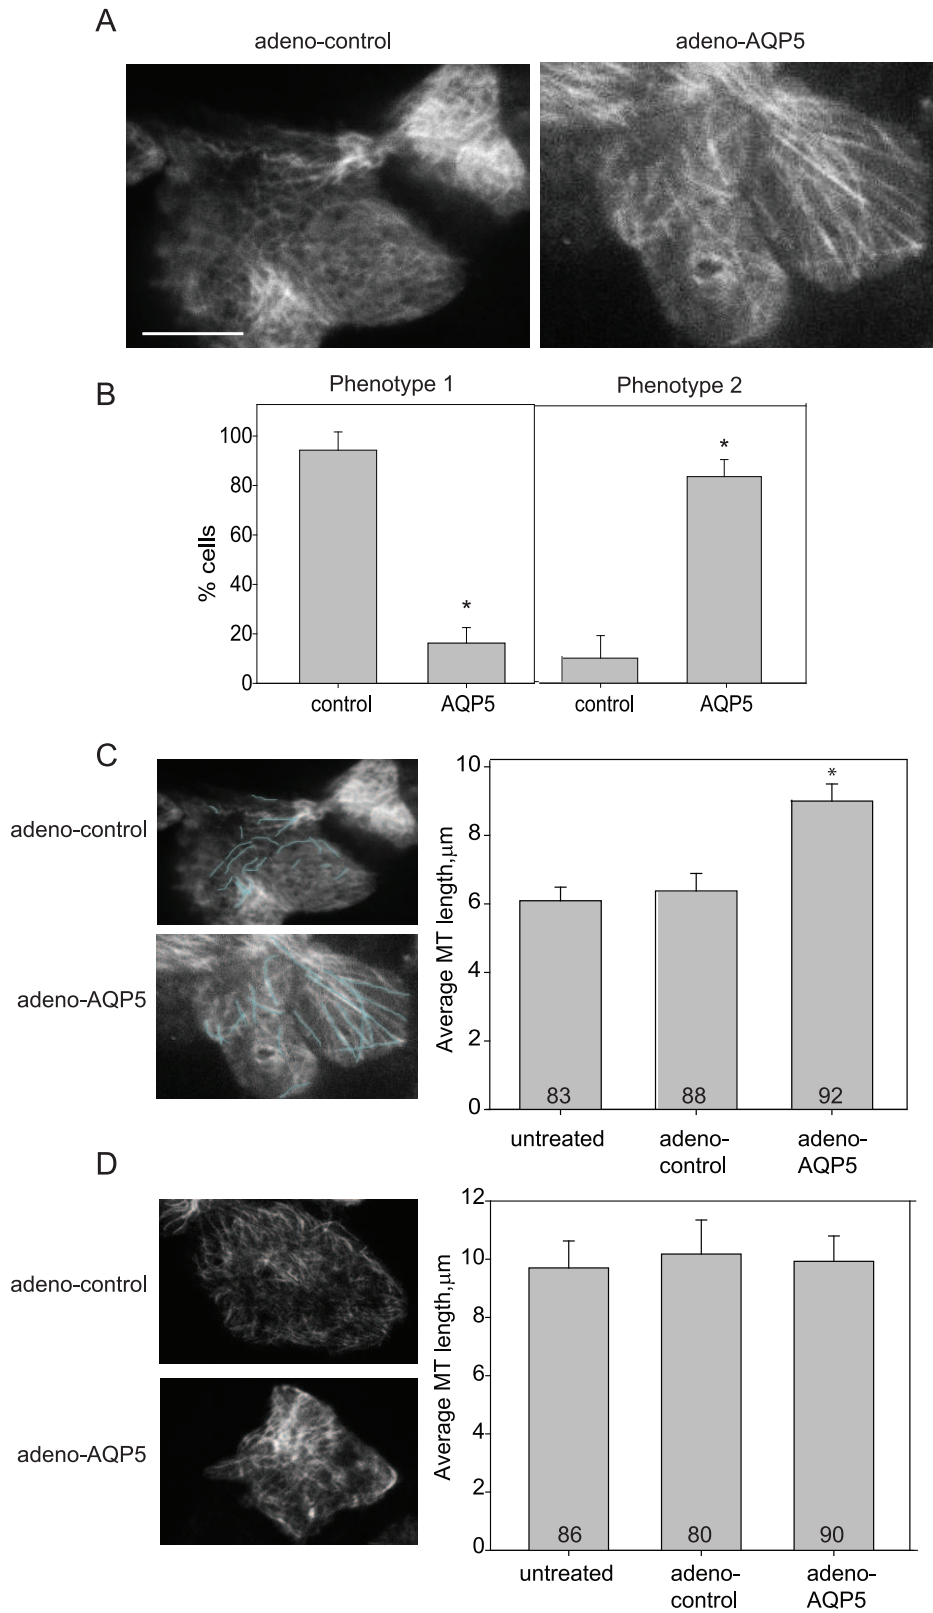 A
adeno-control
adeno-AQP5
B
Phenotype 1
Phenotype 2
100
80
60
40
20
0
% cells
*
*
control
AQP5
control
AQP5
C
adeno-control
adeno-AQP5
10
8
6
4
2
0
Average MT length,μm
*
83
88
92
untreated
adeno-
control
adeno-
AQP5
D
adeno-control
adeno-AQP5
12
10
8
6
4
2
0
Average MT length,μm
86
80
90
untreated
adeno-
control
adeno-
AQP5